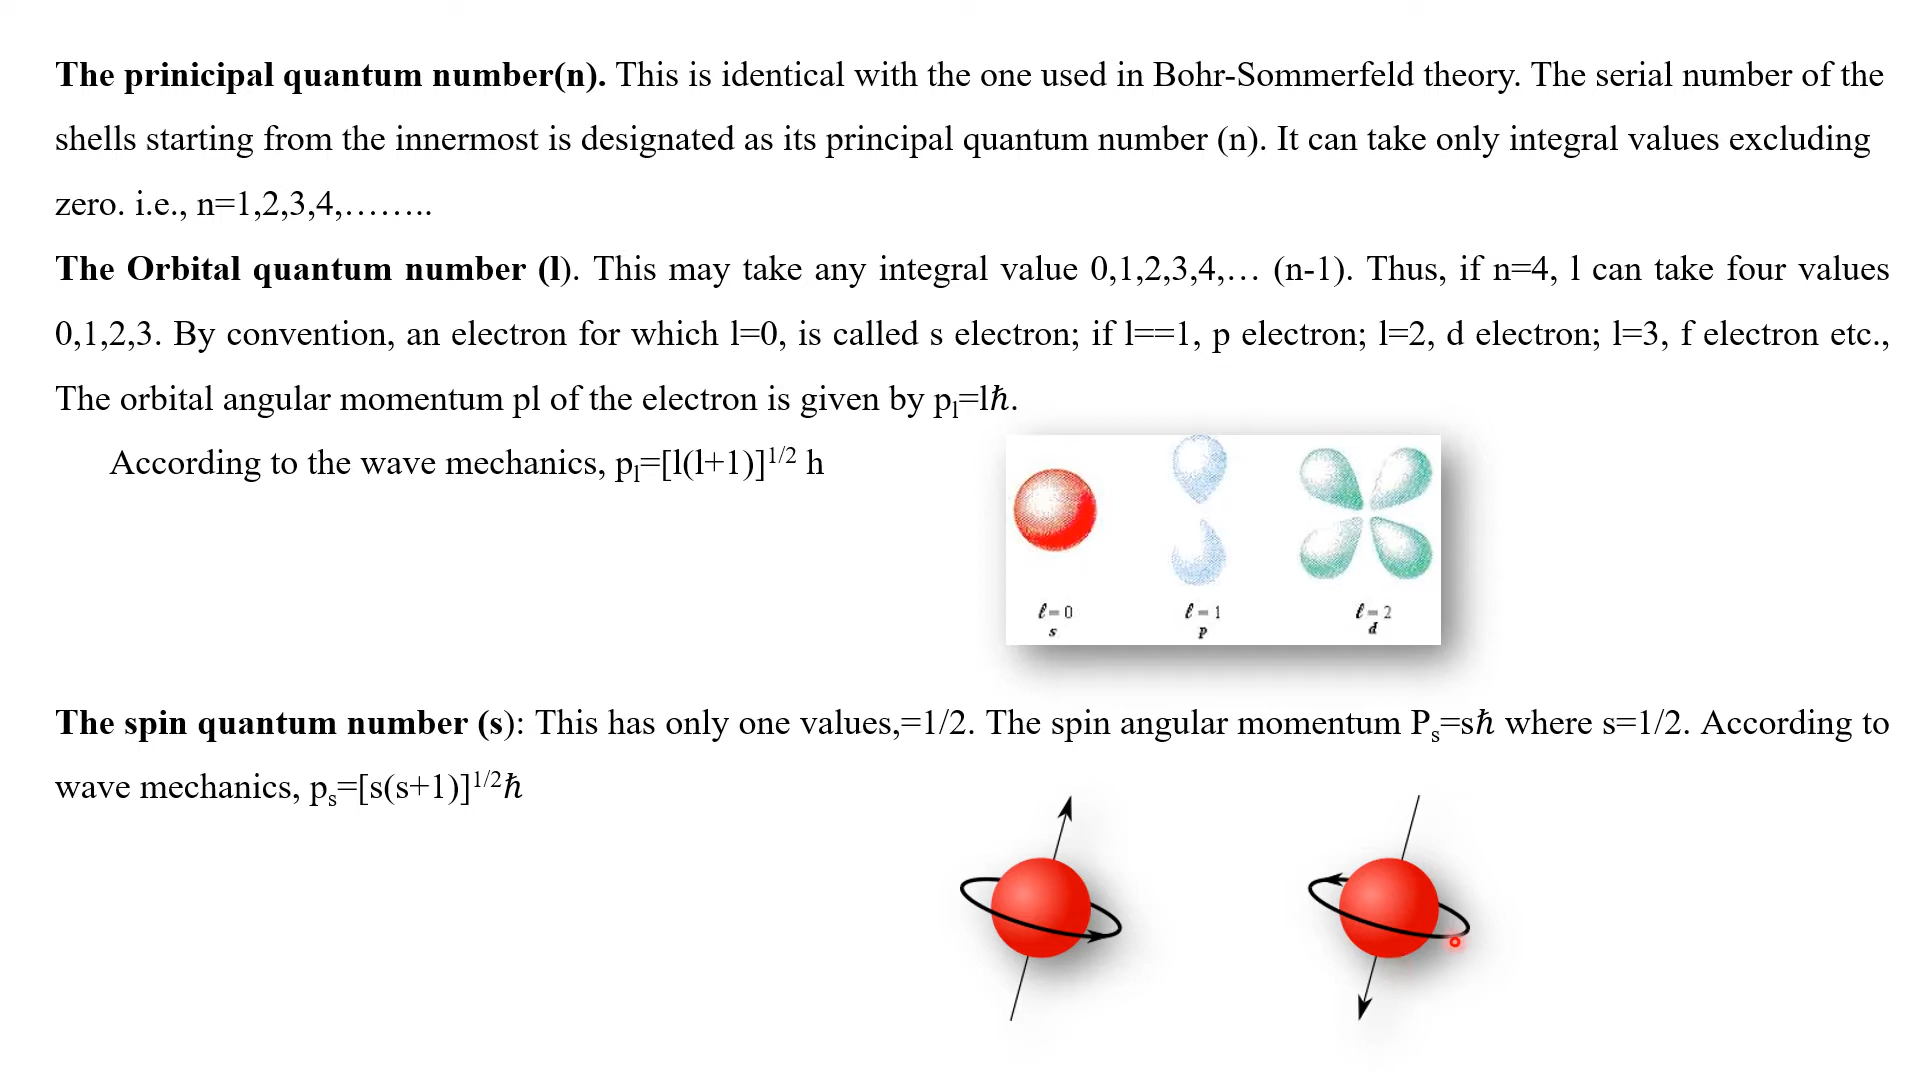 The prinicipal quantum number(n). This is identical with the one used in Bohr-Sommerfeld theory. The serial number of the
shells starting from the innermost is designated as its principal quantum number (n). It can take only integral values excluding
zero. i.e., n=1,2,3,4,……..
The Orbital quantum number (l). This may take any integral value 0,1,2,3,4,… (n-1). Thus, if n=4, l can take four values
0,1,2,3. By convention, an electron for which l=0, is called s electron; if l==1, p electron; l=2, d electron; l=3, f electron etc.,
The orbital angular momentum pl of the electron is given by pₗ=lℏ.
According to the wave mechanics, pₗ=[l(l+1)]¹ᐟ² h
ℓ = 0 ℓ = 1 ℓ = 2
s p d
The spin quantum number (s): This has only one values,=1/2. The spin angular momentum Pₛ=sℏ where s=1/2. According to
wave mechanics, pₛ=[s(s+1)]¹ᐟ²ℏ